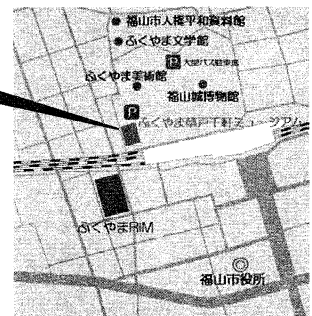 福山市人権平和資料館
ふくやま文学館
P 大型バス駐車場
ふくやま美術館
福山城博物館
P
ふくやま草戸千軒ミュージアム
ふくやまRIM
福山市役所